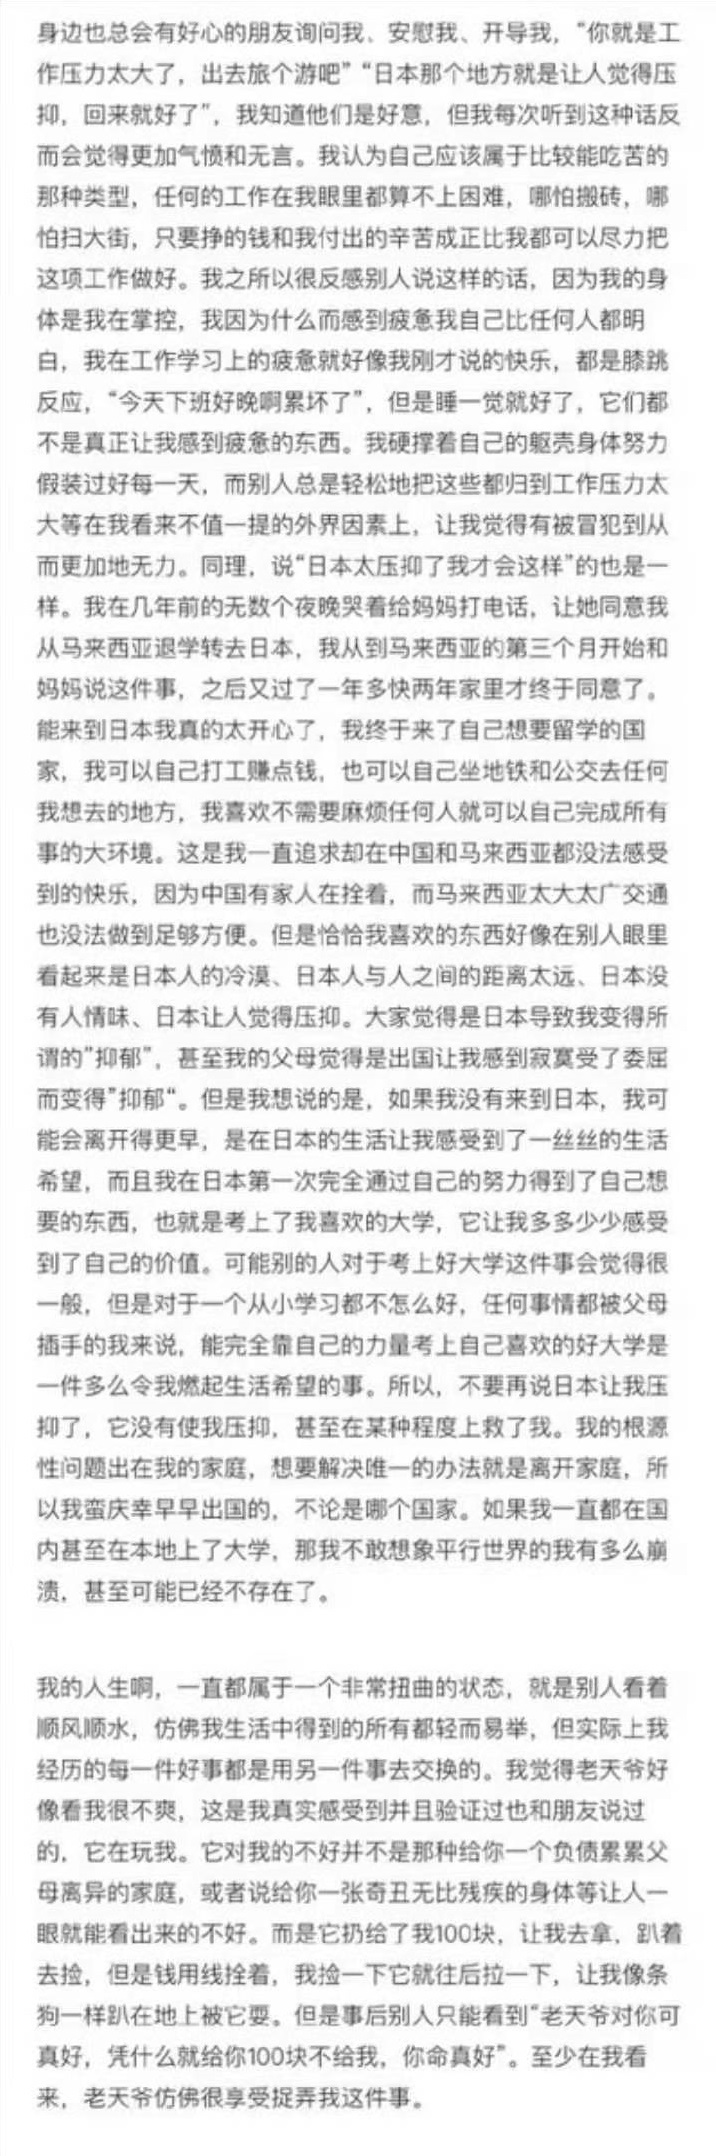 身边也总会有好心的朋友询问我、安慰我、开导我，“你就是工
作压力太大了，出去旅个游吧”“日本那个地方就是让人觉得压
抑，回来就好了”，我知道他们是好意，但我每次听到这种话反
而会觉得更加气愤和无言。我认为自己应该属于比较能吃苦的
那种类型，任何的工作在我眼里都算不上困难，哪怕搬砖，哪
怕扫大街，只要挣的钱和我付出的辛苦成正比我都可以尽力把
这项工作做好。我之所以很反感别人说这样的话，因为我的身
体是我在掌控，我因为什么而感到疲惫我自己比任何人都明
白，我在工作学习上的疲惫就好像我刚才说的快乐，都是膝跳
反应，“今天下班好晚啊累坏了”，但是睡一觉就好了，它们都
不是真正让我感到疲惫的东西。我硬撑着自己的躯壳身体努力
假装过好每一天，而别人总是轻松地把这些都归到工作压力太
大等在我看来不值一提的外界因素上，让我觉得有被冒犯到从
而更加地无力。同理，说“日本太压抑了我才会这样”的也是一
样。我在几年前的无数个夜晚哭着给妈妈打电话，让她同意我
从马来西亚退学转去日本，我从到马来西亚的第三个月开始和
妈妈说这件事，之后又过了一年多快两年家里才终于同意了。
能来到日本我真的太开心了，我终于来了自己想要留学的国
家，我可以自己打工赚点钱，也可以自己坐地铁和公交去任何
我想去的地方，我喜欢不需要麻烦任何人就可以自己完成所有
事的大环境。这是我一直追求却在中国和马来西亚都没法感受
到的快乐，因为中国有家人在拴着，而马来西亚太大太广交通
也没法做到足够方便。但是恰恰我喜欢的东西好像在别人眼里
看起来是日本人的冷漠、日本人与人之间的距离太远、日本没
有人情味、日本让人觉得压抑。大家觉得是日本导致我变得所
谓的”抑郁”，甚至我的父母觉得是出国让我感到寂寞受了委屈
而变得”抑郁“。但是我想说的是，如果我没有来到日本，我可
能会离开得更早，是在日本的生活让我感受到了一丝丝的生活
希望，而且我在日本第一次完全通过自己的努力得到了自己想
要的东西，也就是考上了我喜欢的大学，它让我多多少少感受
到了自己的价值。可能别的人对于考上好大学这件事会觉得很
一般，但是对于一个从小学习都不怎么好，任何事情都被父母
插手的我来说，能完全靠自己的力量考上自己喜欢的好大学是
一件多么令我燃起生活希望的事。所以，不要再说日本让我压
抑了，它没有使我压抑，甚至在某种程度上救了我。我的根源
性问题出在我的家庭，想要解决唯一的办法就是离开家庭，所
以我蛮庆幸早早出国的，不论是哪个国家。如果我一直都在国
内甚至在本地上了大学，那我不敢想象平行世界的我有多么崩
溃，甚至可能已经不存在了。
我的人生啊，一直都属于一个非常扭曲的状态，就是别人看着
顺风顺水，仿佛我生活中得到的所有都轻而易举，但实际上我
经历的每一件好事都是用另一件事去交换的。我觉得老天爷好
像看我很不爽，这是我真实感受到并且验证过也和朋友说过
的，它在玩我。它对我的不好并不是那种给你一个负债累累父
母离异的家庭，或者说给你一张奇丑无比残疾的身体等让人一
眼就能看出来的不好。而是它扔给了我100块，让我去拿，趴着
去捡，但是钱用线拴着，我捡一下它就往后拉一下，让我像条
狗一样趴在地上被它耍。但是事后别人只能看到“老天爷对你可
真好，凭什么就给你100块不给我，你命真好”。至少在我看
来，老天爷仿佛很享受捉弄我这件事。